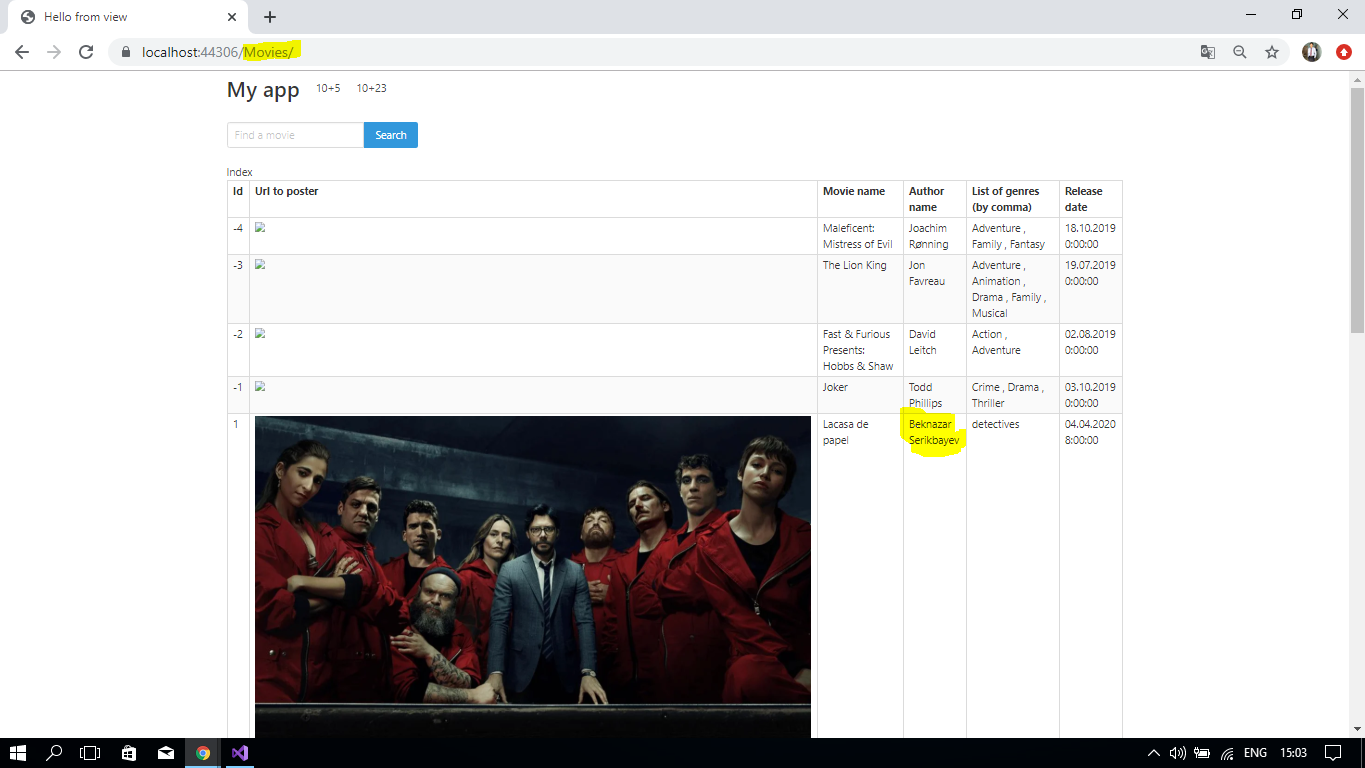 Hello from view
localhost:44306/Movies/
My app 10+5 10+23
Find a movie Search
Index
Id Url to poster Movie name Author name List of genres (by comma) Release date
-4 Maleficent: Mistress of Evil Joachim Rønning Adventure , Family , Fantasy 18.10.2019 0:00:00
-3 The Lion King Jon Favreau Adventure , Animation , Drama , Family , Musical 19.07.2019 0:00:00
-2 Fast & Furious Presents: Hobbs & Shaw David Leitch Action , Adventure 02.08.2019 0:00:00
-1 Joker Todd Phillips Crime , Drama , Thriller 03.10.2019 0:00:00
1 Lacasa de papel Beknazar Serikbayev detectives 04.04.2020 8:00:00
ENG 15:03